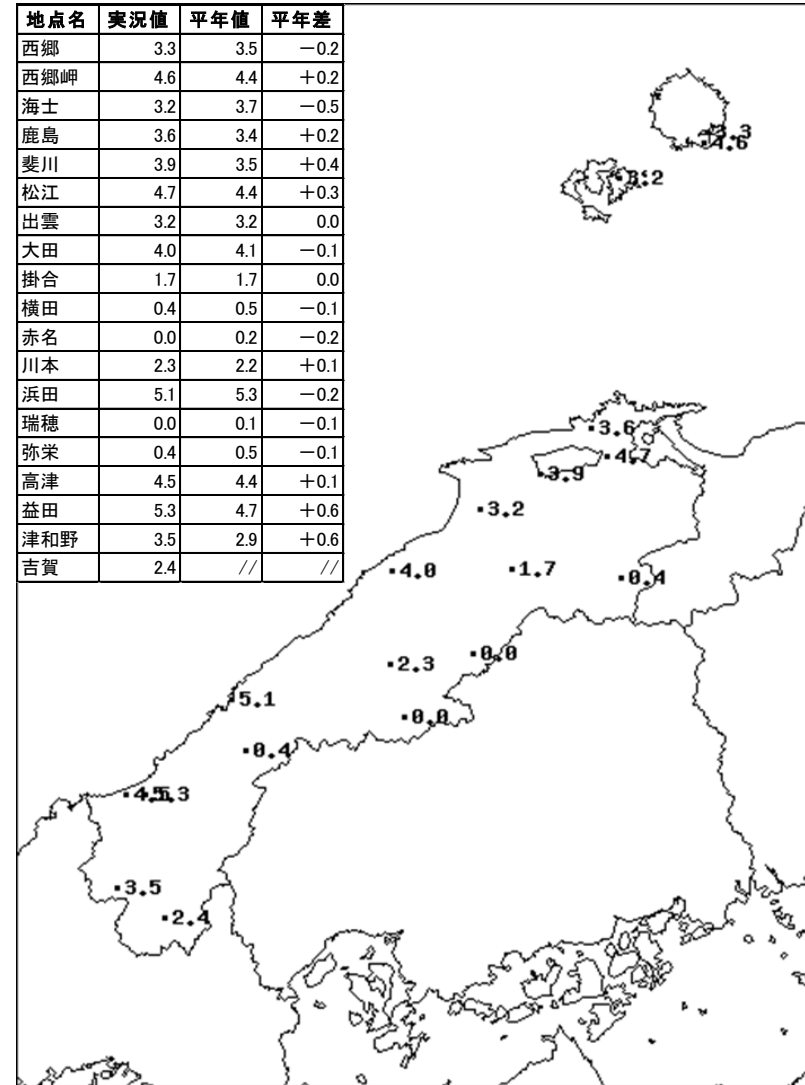 地点名 実況値 平年値 平年差
西郷 3.3 3.5 －0.2
西郷岬 4.6 4.4 ＋0.2
海士 3.2 3.7 －0.5
鹿島 3.6 3.4 ＋0.2
斐川 3.9 3.5 ＋0.4
松江 4.7 4.4 ＋0.3
出雲 3.2 3.2 0.0
大田 4.0 4.1 －0.1
掛合 1.7 1.7 0.0
横田 0.4 0.5 －0.1
赤名 0.0 0.2 －0.2
川本 2.3 2.2 ＋0.1
浜田 5.1 5.3 －0.2
瑞穂 0.0 0.1 －0.1
弥栄 0.4 0.5 －0.1
高津 4.5 4.4 ＋0.1
益田 5.3 4.7 ＋0.6
津和野 3.5 2.9 ＋0.6
吉賀 2.4 // //
3.3
4.6
3.2
3.6
4.7
3.9
3.2
4.0
1.7
0.4
0.0
2.3
5.1
0.0
0.4
4.5
5.3
3.5
2.4